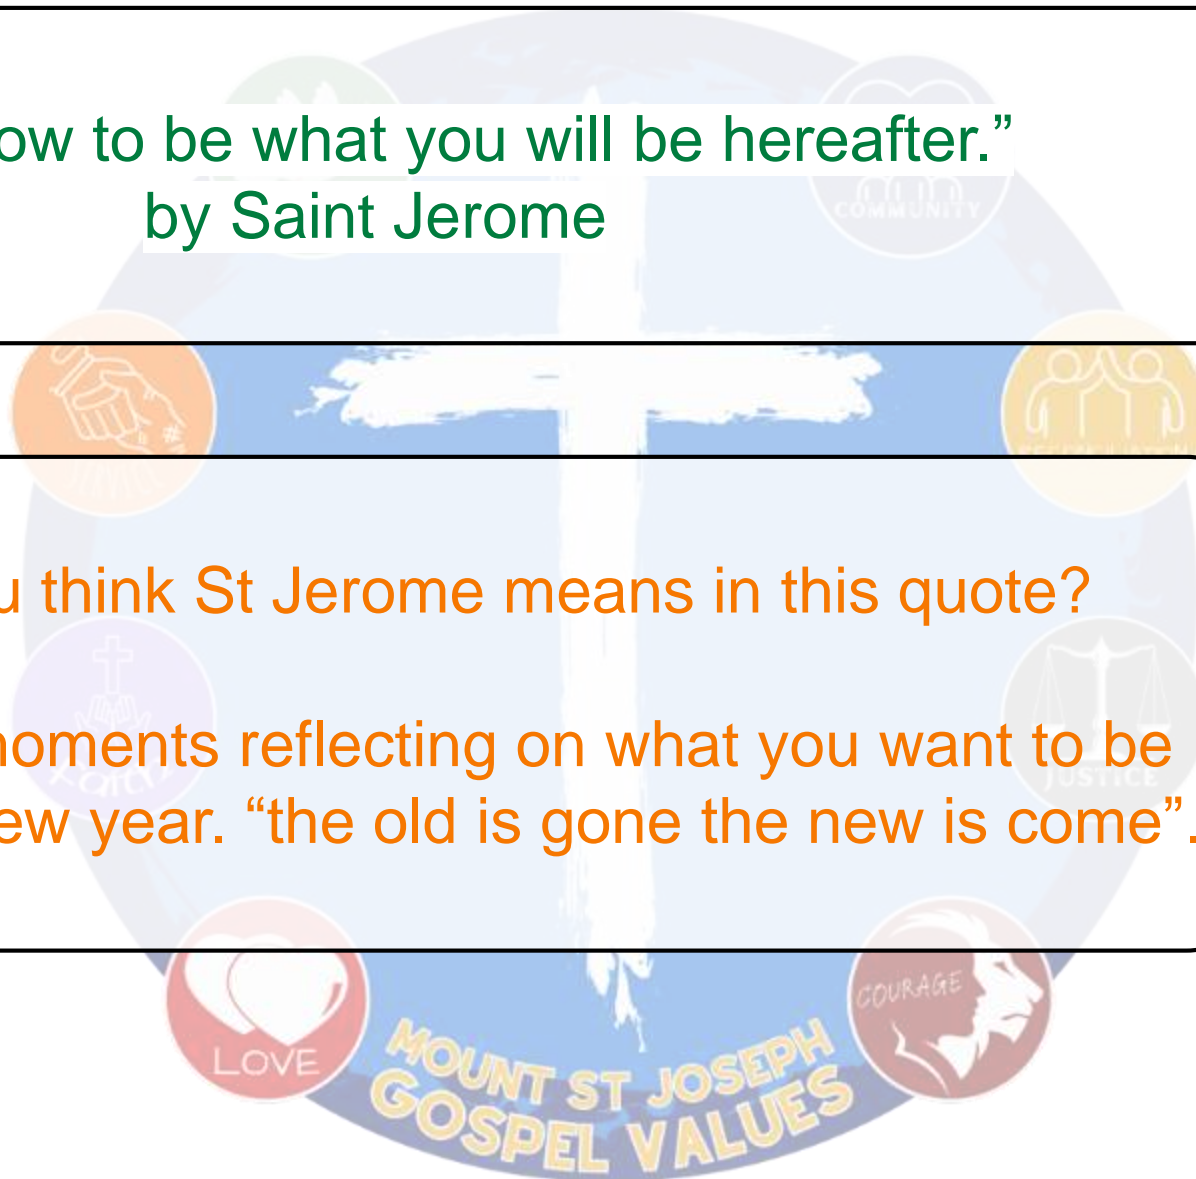 ow to be what you will be hereafter.”
by Saint Jerome
COMMUNITY
SERVICE
u think St Jerome means in this quote?
moments reflecting on what you want to be
Faith
JUSTICE
ew year. “the old is gone the new is come”.
COURAGE
LOVE
MOUNT ST JOSEPH
GOSPEL VALUES